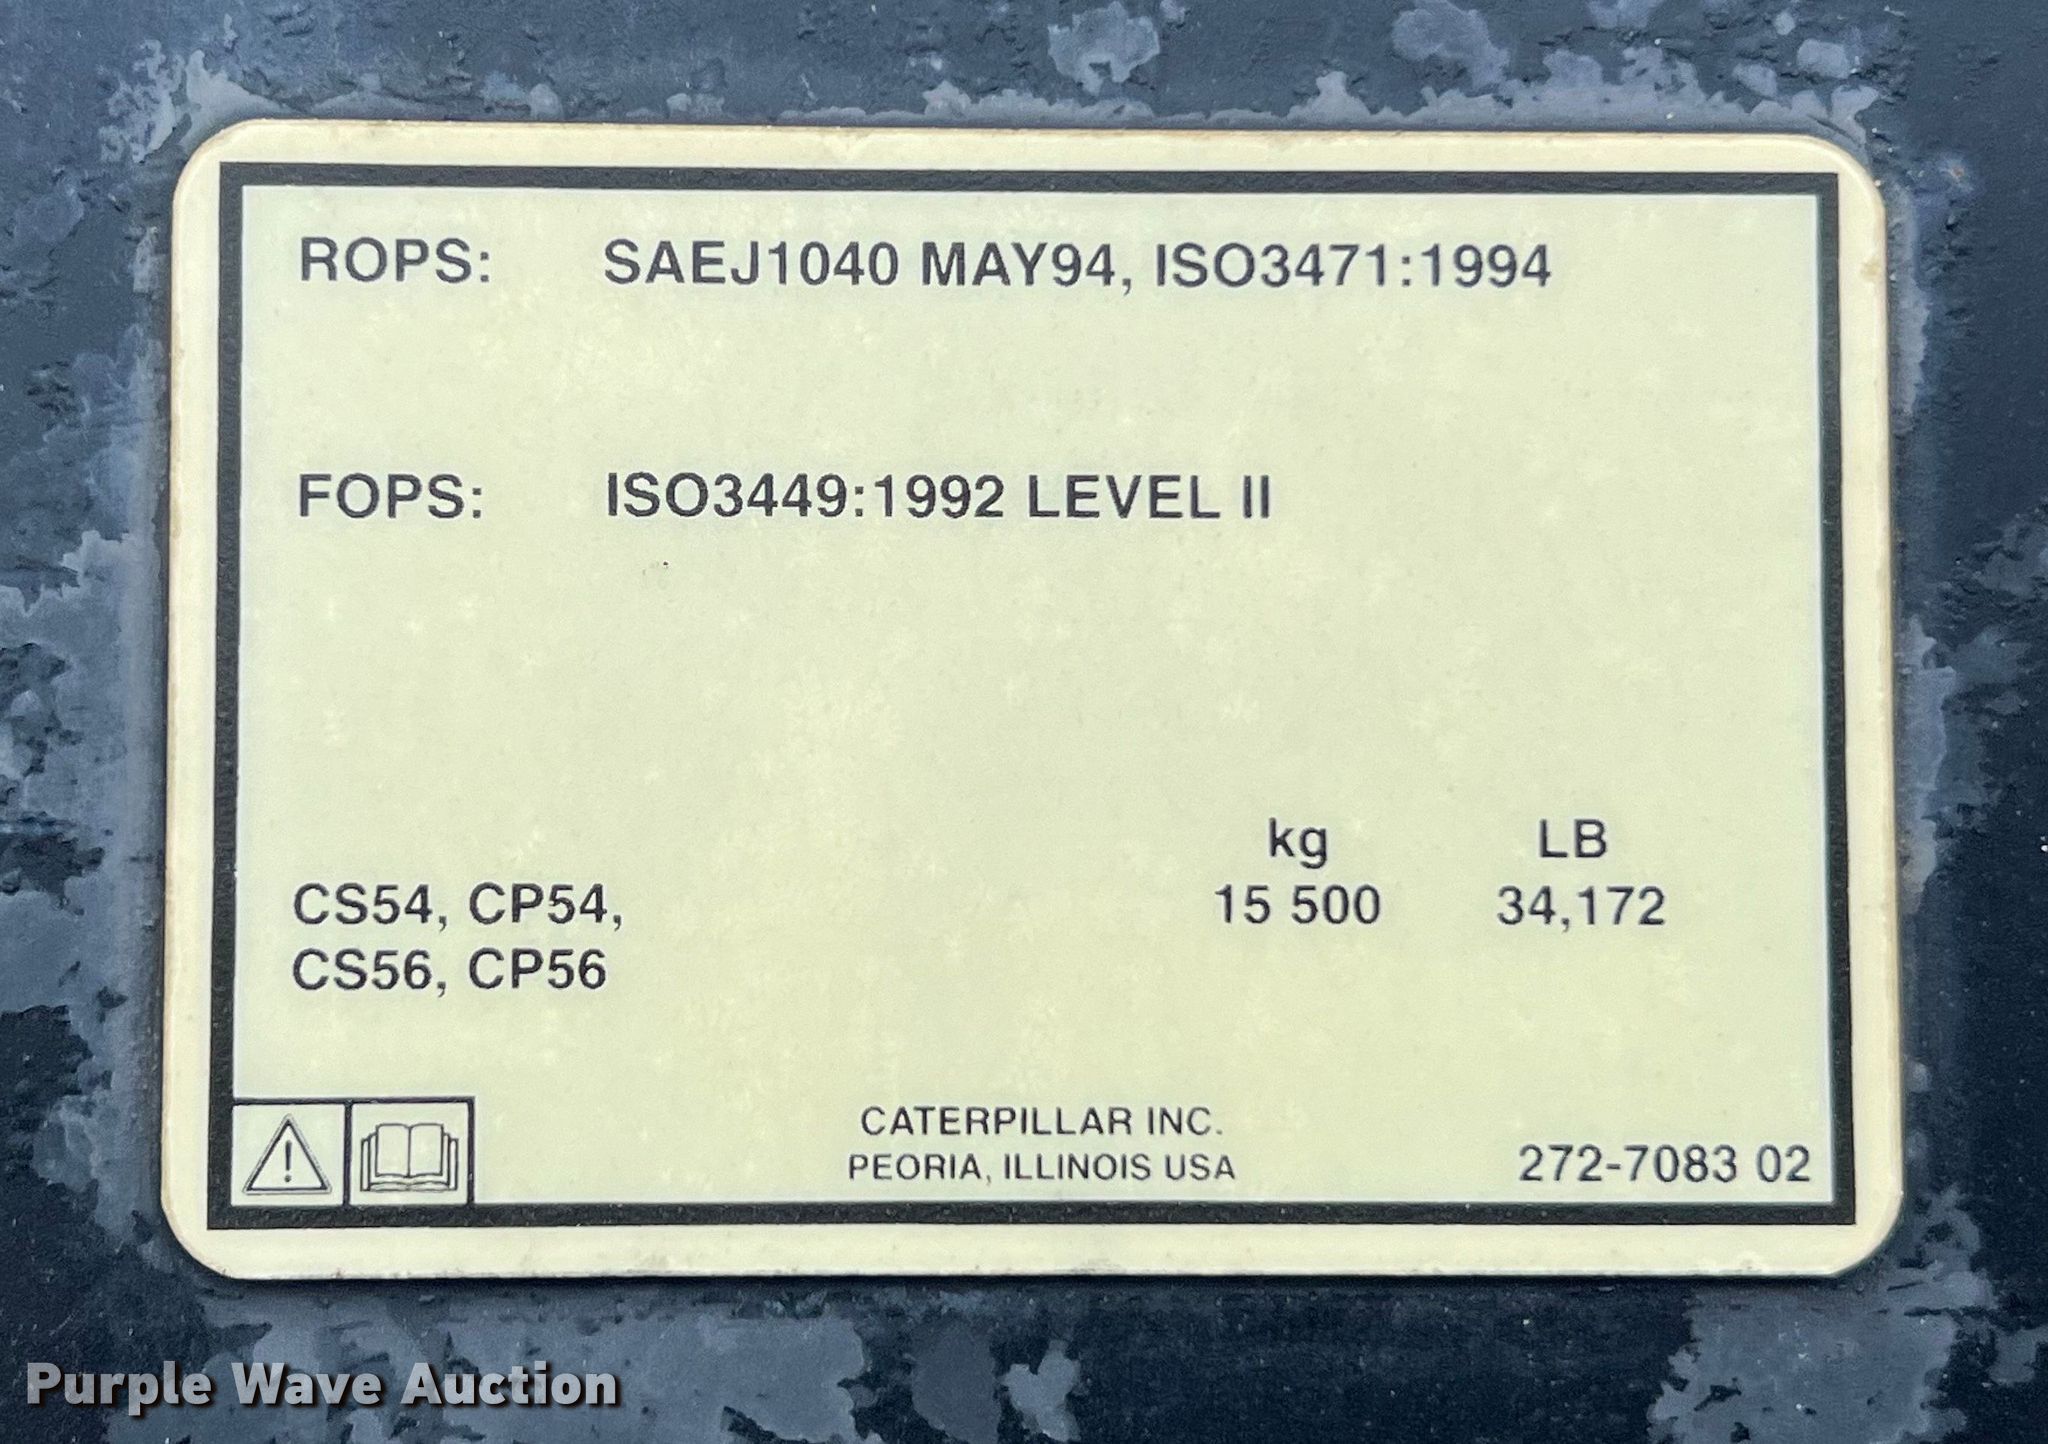 ROPS: SAEJ1040 MAY94, ISO3471:1994
FOPS: ISO3449:1992 LEVEL II
kg LB
CS54, CP54, 15 500 34,172
CS56, CP56
CATERPILLAR INC.
PEORIA, ILLINOIS USA
272-7083 02
Purple Wave Auction